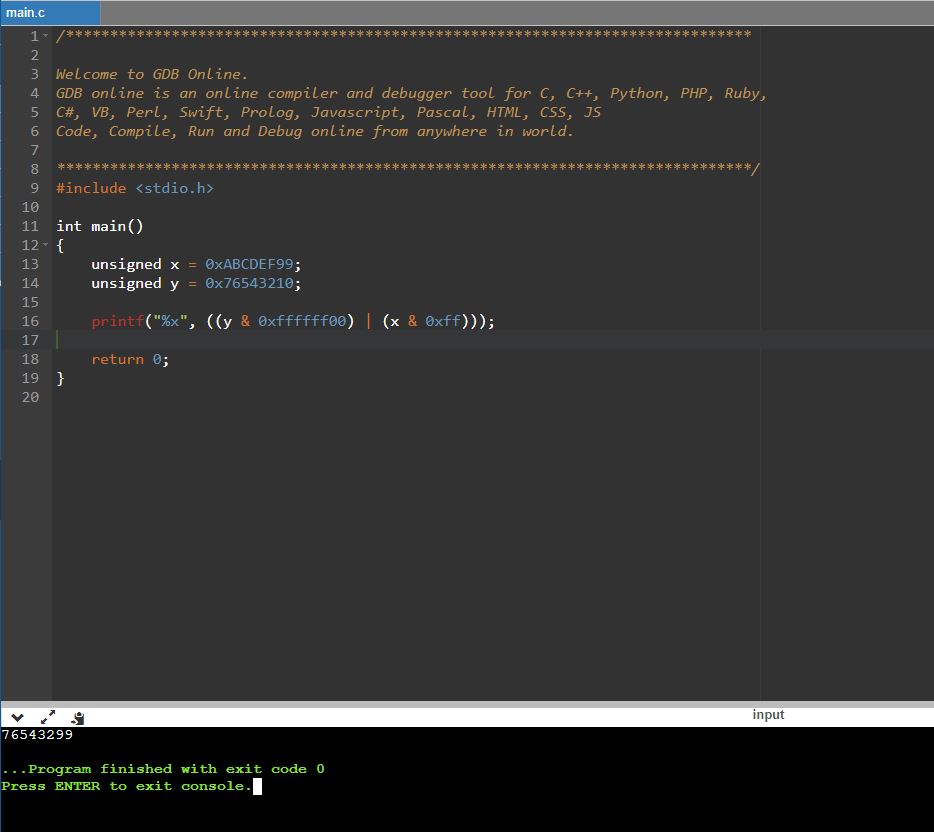 main.c
1 /******************************************************************************
2
3 Welcome to GDB Online.
4 GDB online is an online compiler and debugger tool for C, C++, Python, PHP, Ruby,
5 C#, VB, Perl, Swift, Prolog, Javascript, Pascal, HTML, CSS, JS
6 Code, Compile, Run and Debug online from anywhere in world.
7
8 *******************************************************************************/
9 #include <stdio.h>
10
11 int main()
12 {
13     unsigned x = 0xABCDEF99;
14     unsigned y = 0x76543210;
15
16     printf("%x", ((y & 0xffffff00) | (x & 0xff)));
17
18     return 0;
19 }
20
input
76543299
...Program finished with exit code 0
Press ENTER to exit console.